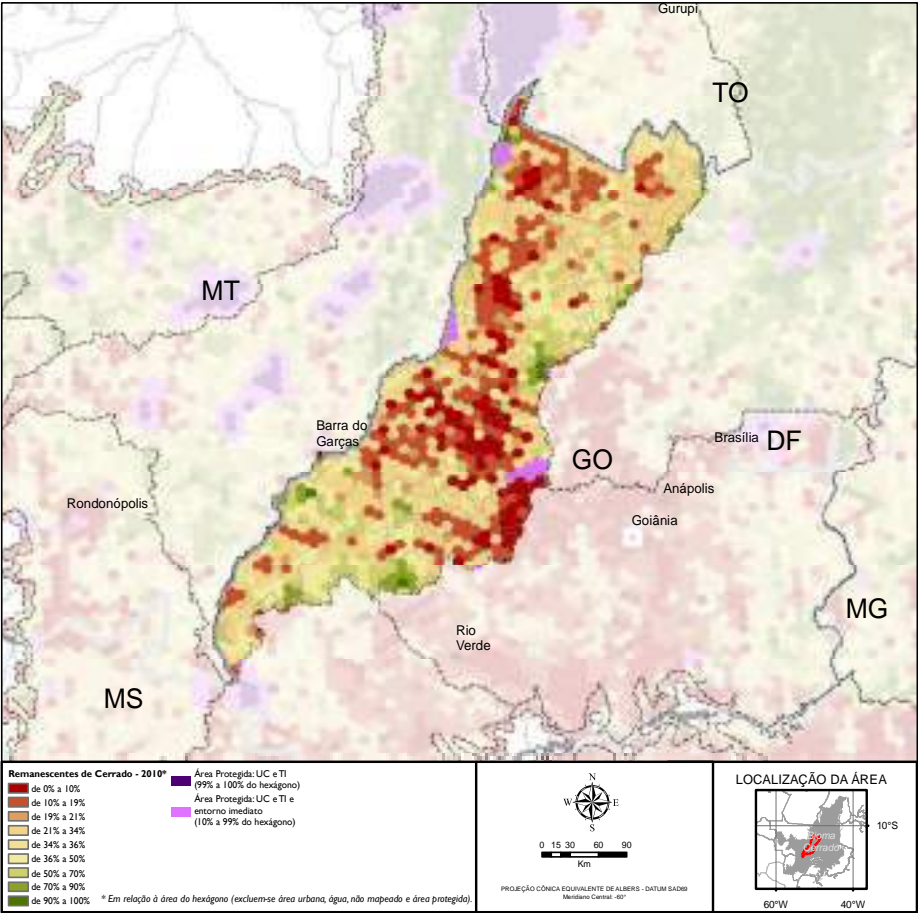 Gurupi
TO
MT
Barra do
Garças
Brasília
DF
GO
Rondonópolis
Anápolis
Goiânia
MG
Rio
Verde
MS
Remanescentes de Cerrado - 2010*
de 0% a 10%
de 10% a 19%
de 19% a 21%
de 21% a 34%
de 34% a 36%
de 36% a 50%
de 50% a 70%
de 70% a 90%
de 90% a 100%
Área Protegida: UC e TI
(99% a 100% do hexágono)
Área Protegida: UC e TI e
entorno imediato
(10% a 99% do hexágono)
* Em relação à área do hexágono (excluem-se área urbana, água, não mapeado e área protegida).
N
W
E
S
0 15 30 60 90
Km
PROJEÇÃO CÔNICA EQUIVALENTE DE ALBERS - DATUM SAD69
Meridiano Central: -60°
LOCALIZAÇÃO DA ÁREA
10°S
Bioma
Cerrado
60°W
40°W